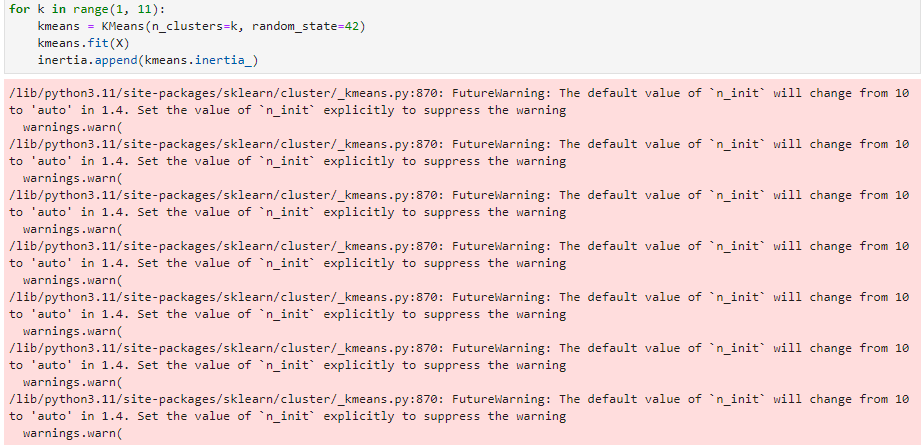 for k in range(1, 11):
    kmeans = KMeans(n_clusters=k, random_state=42)
    kmeans.fit(X)
    inertia.append(kmeans.inertia_)
/lib/python3.11/site-packages/sklearn/cluster/_kmeans.py:870: FutureWarning: The default value of `n_init` will change from 10
to 'auto' in 1.4. Set the value of `n_init` explicitly to suppress the warning
  warnings.warn(
/lib/python3.11/site-packages/sklearn/cluster/_kmeans.py:870: FutureWarning: The default value of `n_init` will change from 10
to 'auto' in 1.4. Set the value of `n_init` explicitly to suppress the warning
  warnings.warn(
/lib/python3.11/site-packages/sklearn/cluster/_kmeans.py:870: FutureWarning: The default value of `n_init` will change from 10
to 'auto' in 1.4. Set the value of `n_init` explicitly to suppress the warning
  warnings.warn(
/lib/python3.11/site-packages/sklearn/cluster/_kmeans.py:870: FutureWarning: The default value of `n_init` will change from 10
to 'auto' in 1.4. Set the value of `n_init` explicitly to suppress the warning
  warnings.warn(
/lib/python3.11/site-packages/sklearn/cluster/_kmeans.py:870: FutureWarning: The default value of `n_init` will change from 10
to 'auto' in 1.4. Set the value of `n_init` explicitly to suppress the warning
  warnings.warn(
/lib/python3.11/site-packages/sklearn/cluster/_kmeans.py:870: FutureWarning: The default value of `n_init` will change from 10
to 'auto' in 1.4. Set the value of `n_init` explicitly to suppress the warning
  warnings.warn(
/lib/python3.11/site-packages/sklearn/cluster/_kmeans.py:870: FutureWarning: The default value of `n_init` will change from 10
to 'auto' in 1.4. Set the value of `n_init` explicitly to suppress the warning
  warnings.warn(